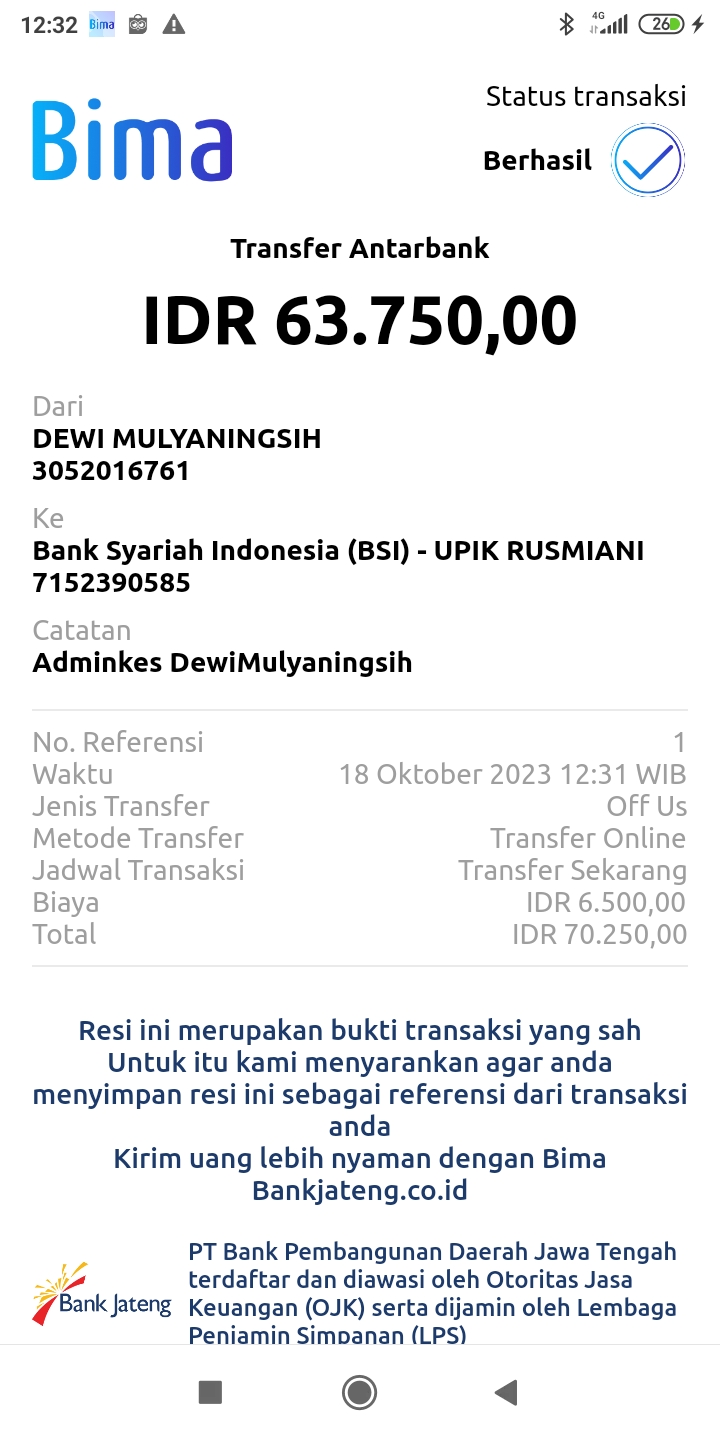 12:32 Bima 4G 26
Status transaksi
Bima
Berhasil
Transfer Antarbank
IDR 63.750,00
Dari
DEWI MULYANINGSIH
3052016761
Ke
Bank Syariah Indonesia (BSI) - UPIK RUSMIANI
7152390585
Catatan
Adminkes DewiMulyaningsih
No. Referensi 1
Waktu 18 Oktober 2023 12:31 WIB
Jenis Transfer Off Us
Metode Transfer Transfer Online
Jadwal Transaksi Transfer Sekarang
Biaya IDR 6.500,00
Total IDR 70.250,00
Resi ini merupakan bukti transaksi yang sah
Untuk itu kami menyarankan agar anda
menyimpan resi ini sebagai referensi dari transaksi
anda
Kirim uang lebih nyaman dengan Bima
Bankjateng.co.id
Bank Jateng
PT Bank Pembangunan Daerah Jawa Tengah
terdaftar dan diawasi oleh Otoritas Jasa
Keuangan (OJK) serta dijamin oleh Lembaga
Penjamin Simpanan (LPS)